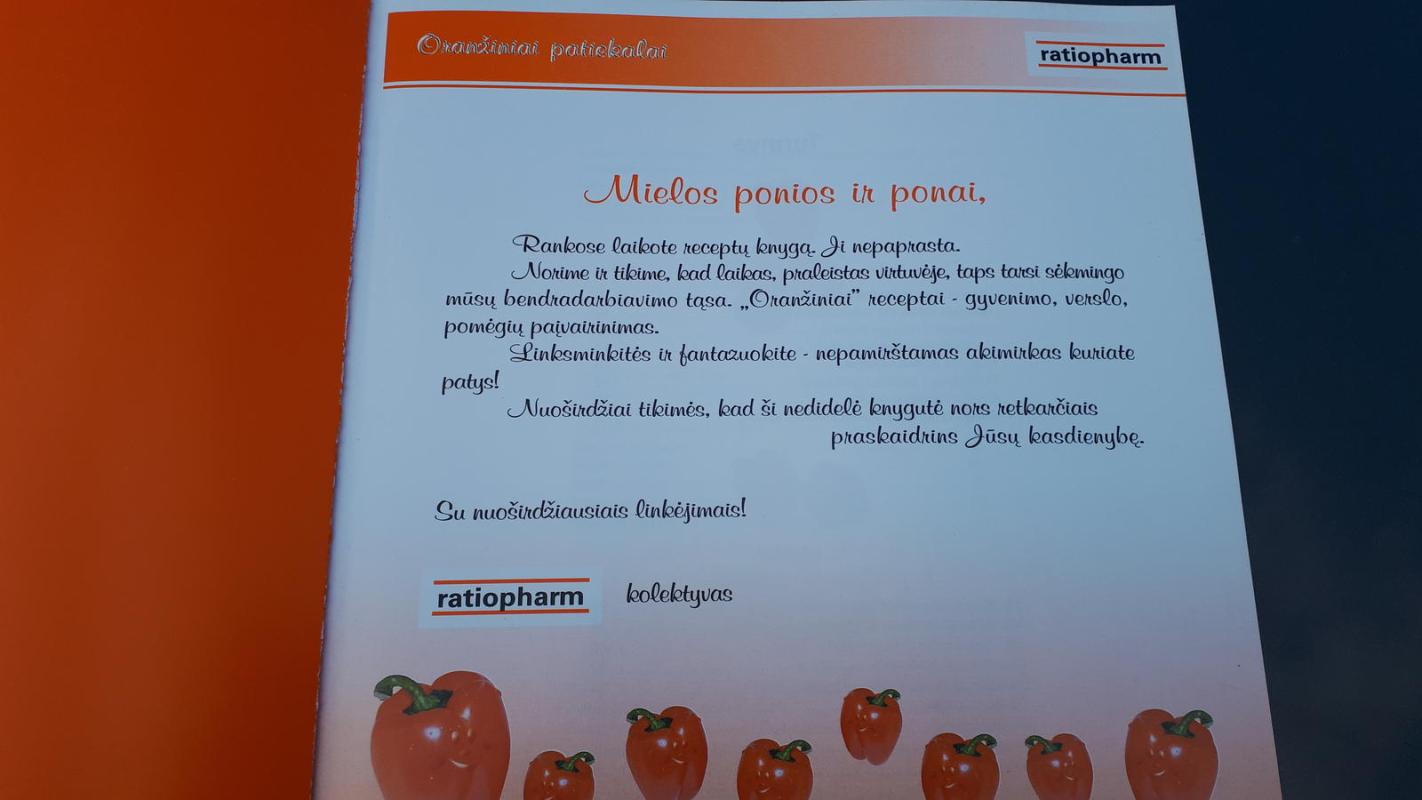 Oranžiniai patiekalai
ratiopharm
Mielos ponios ir ponai,
Rankose laikote receptų knygą. Ji nepaprasta.
Norime ir tikime, kad laikas, praleistas virtuvėje, taps tarsi sėkmingo
mūsų bendradarbiavimo tąsa. „Oranžiniai” receptai - gyvenimo, verslo,
pomėgių paįvairinimas.
Linksminkitės ir fantazuokite - nepamirštamas akimirkas kuriate
patys!
Nuoširdžiai tikimės, kad ši nedidelė knygutė nors retkarčiais
praskaidrins Jūsų kasdienybę.
Su nuoširdžiausiais linkėjimais!
ratiopharm kolektyvas